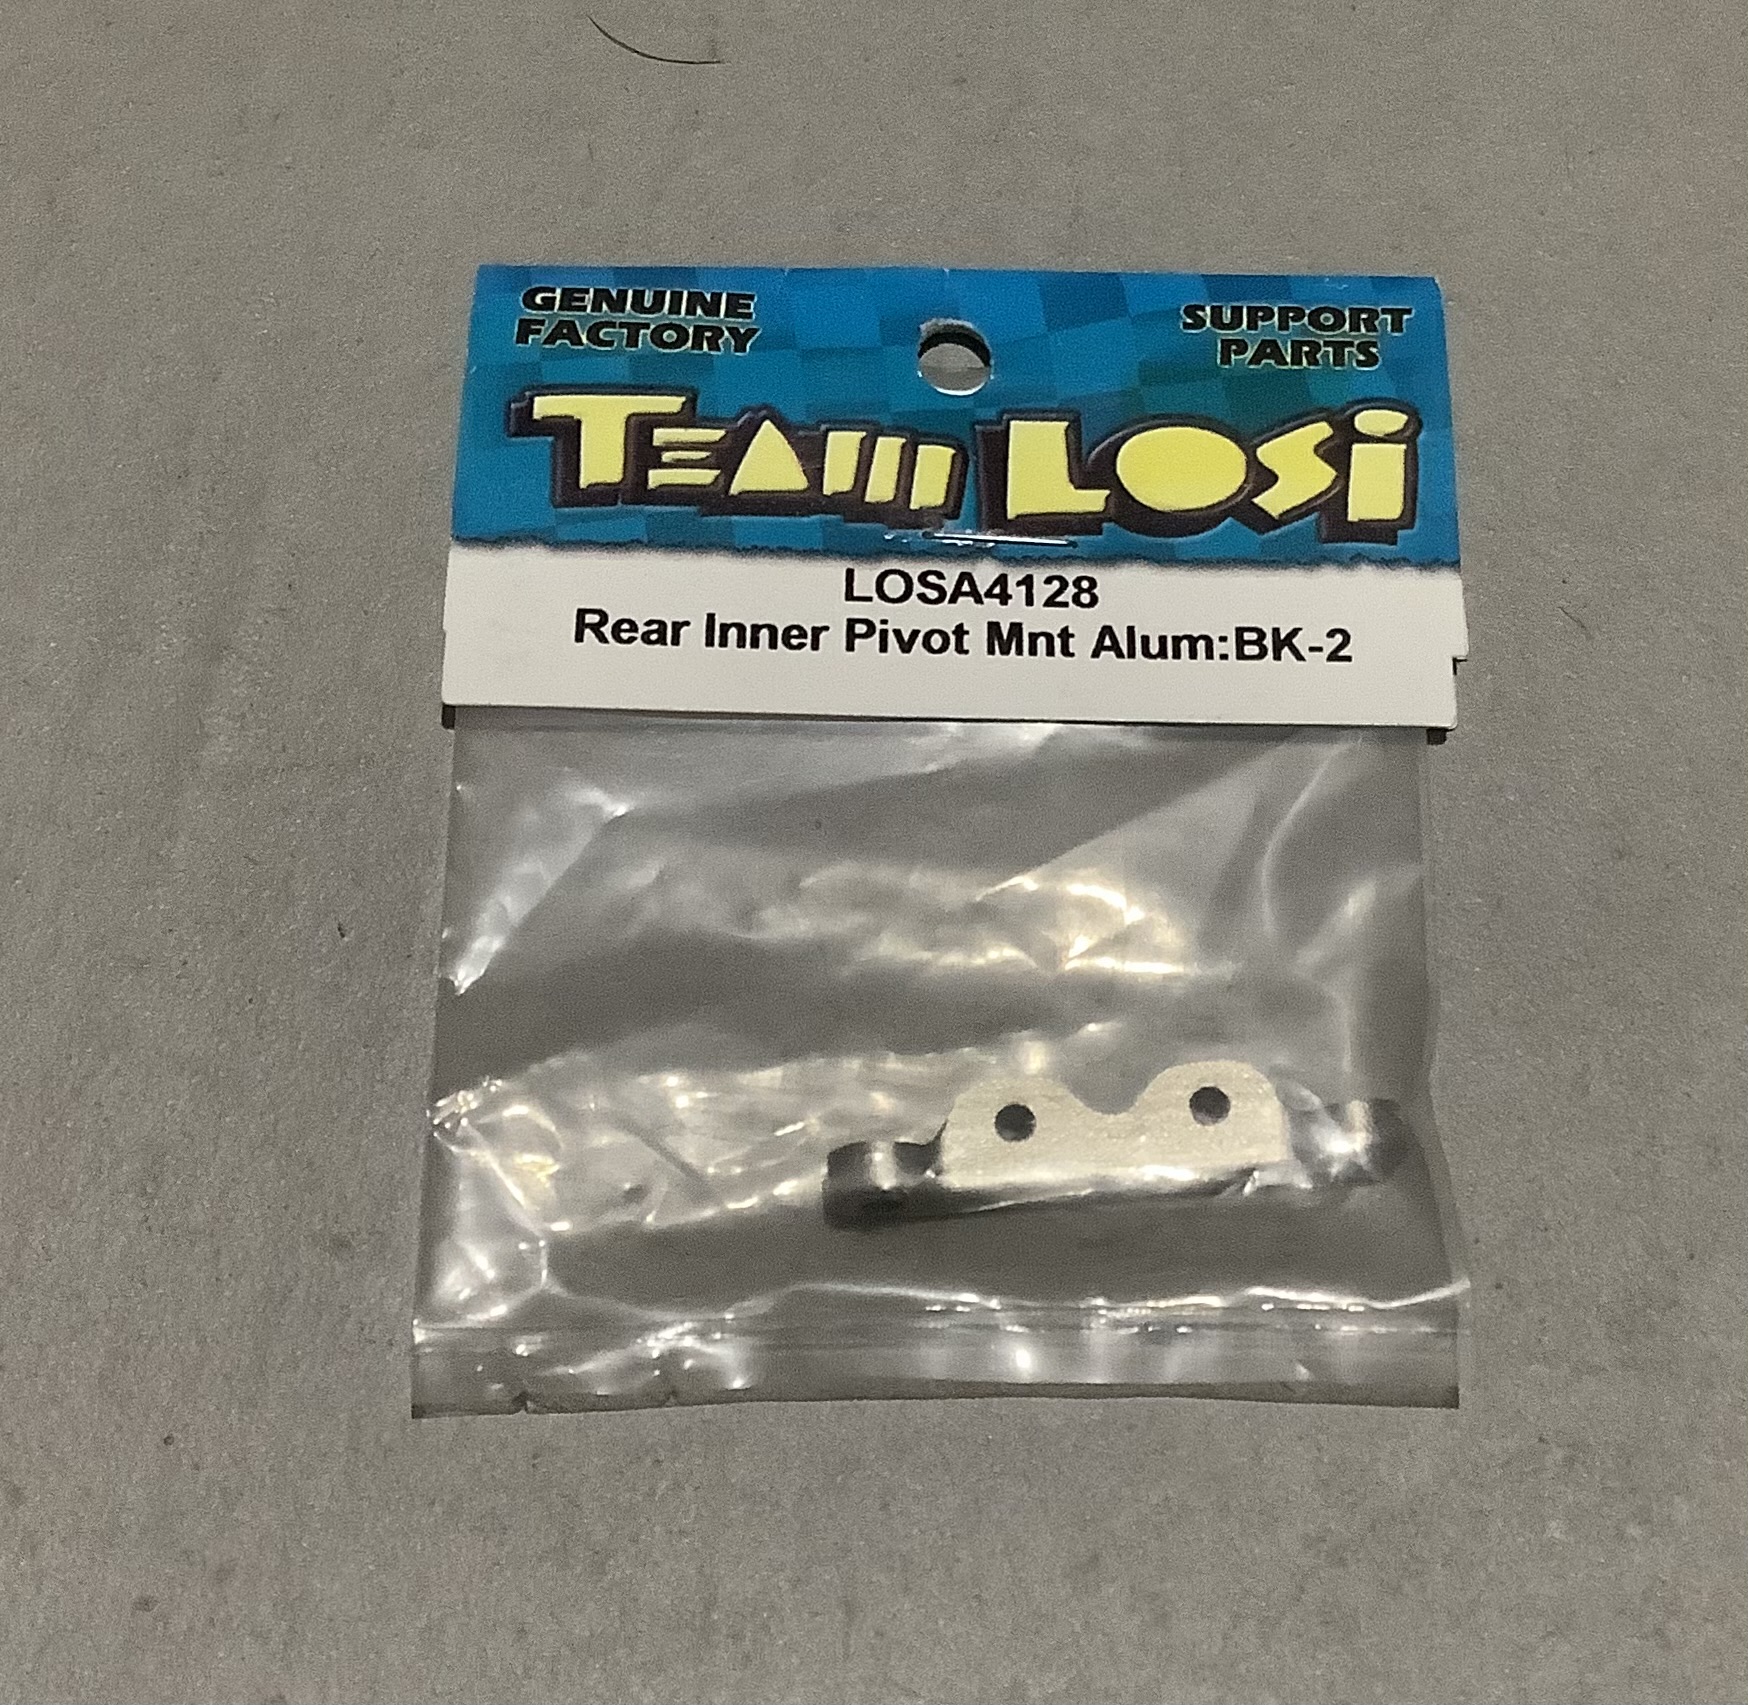 GENUINE
FACTORY
SUPPORT
PARTS
TEAM LOSi
LOSA4128
Rear Inner Pivot Mnt Alum:BK-2